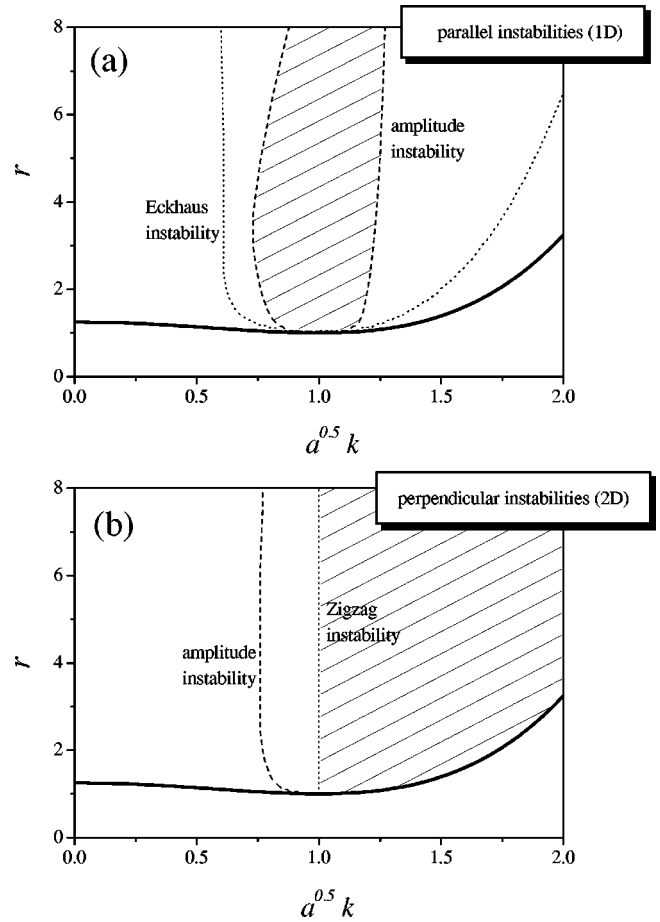 parallel instabilities (1D)
(a)
8
6
4
2
0
r
amplitude
instability
Eckhaus
instability
0.0 0.5 1.0 1.5 2.0
a^0.5 k
perpendicular instabilities (2D)
(b)
8
6
4
2
0
r
Zigzag
instability
amplitude
instability
0.0 0.5 1.0 1.5 2.0
a^0.5 k